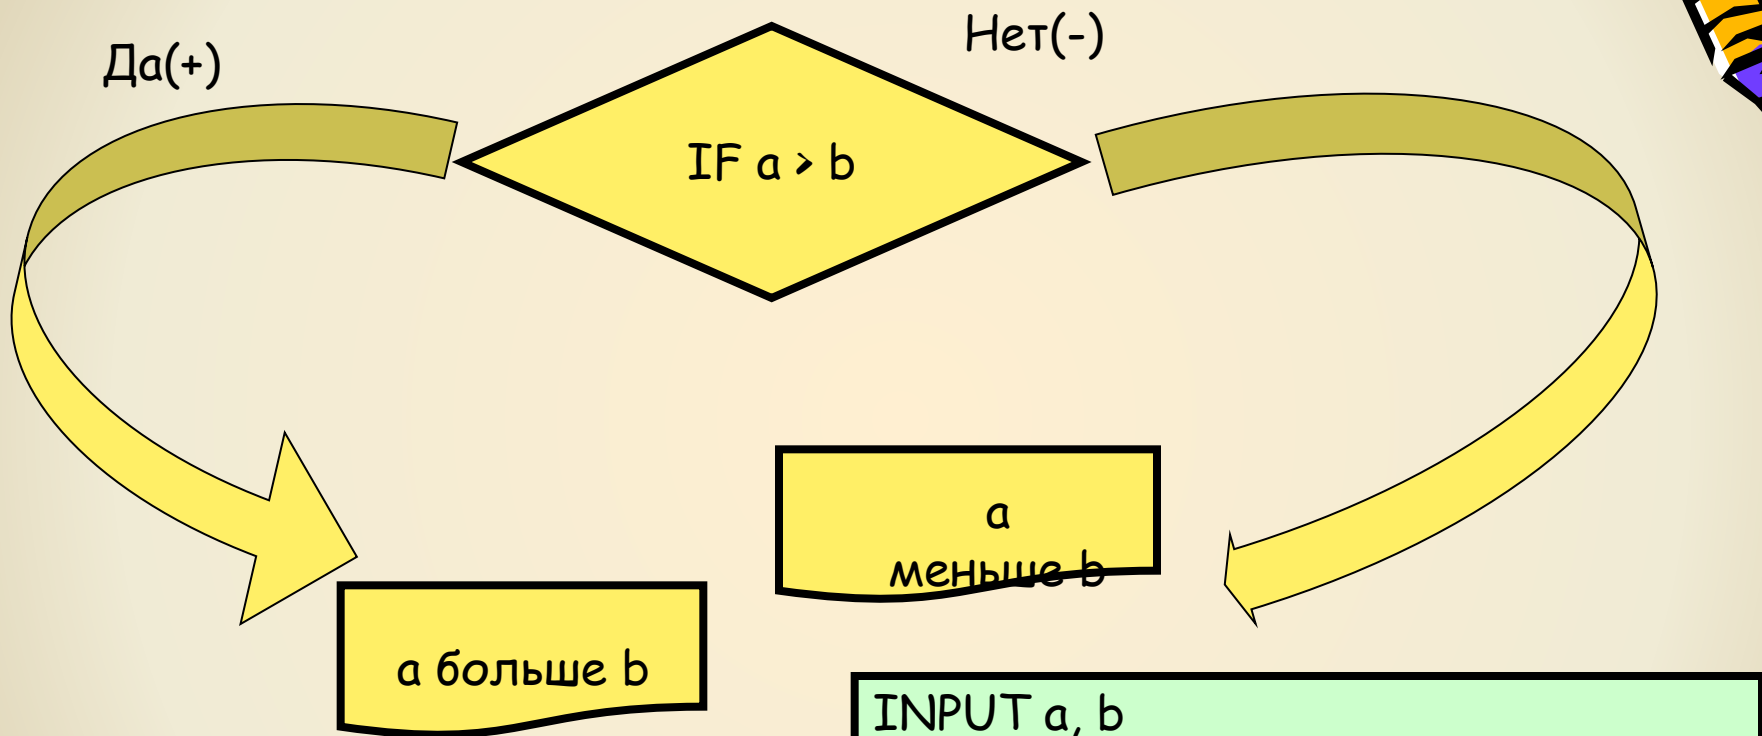 Да(+)
Нет(-)
IF a > b
а
меньше b
а больше b
INPUT a, b